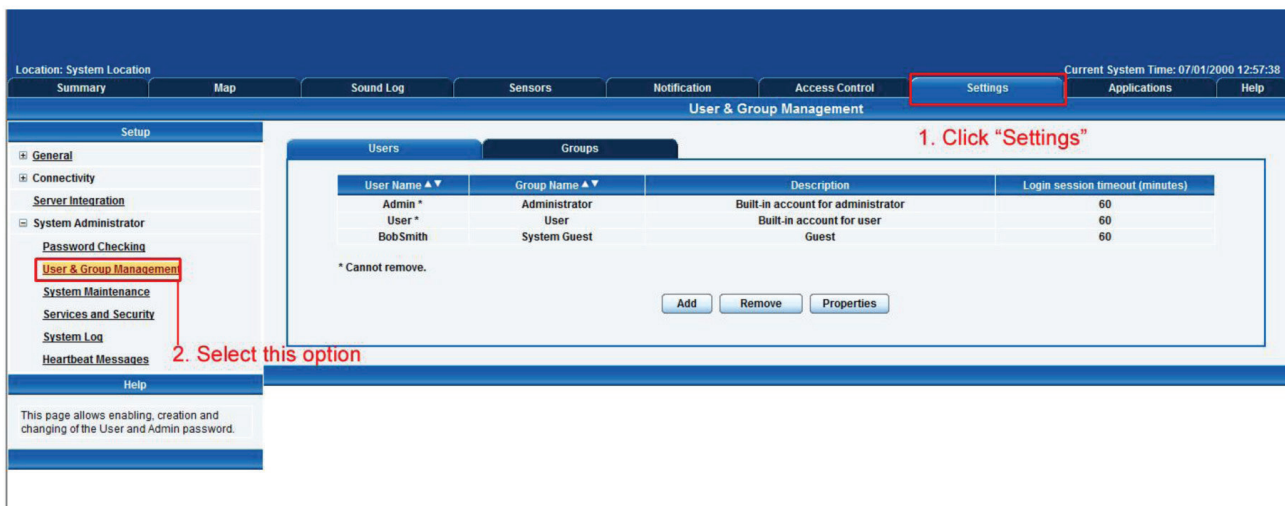 Location: System Location
Current System Time: 07/01/2000 12:57:38
Summary Map Sound Log Sensors Notification Access Control Settings Applications Help
User & Group Management
Setup
General
Connectivity
Server Integration
System Administrator
Password Checking
User & Group Management
System Maintenance
Services and Security
System Log
Heartbeat Messages
Help
This page allows enabling, creation and
changing of the User and Admin password.
1. Click “Settings”
2. Select this option
Users Groups
User Name ▲▼ Group Name ▲▼ Description Login session timeout (minutes)
Admin * Administrator Built-in account for administrator 60
User * User Built-in account for user 60
BobSmith System Guest Guest 60
* Cannot remove.
Add Remove Properties